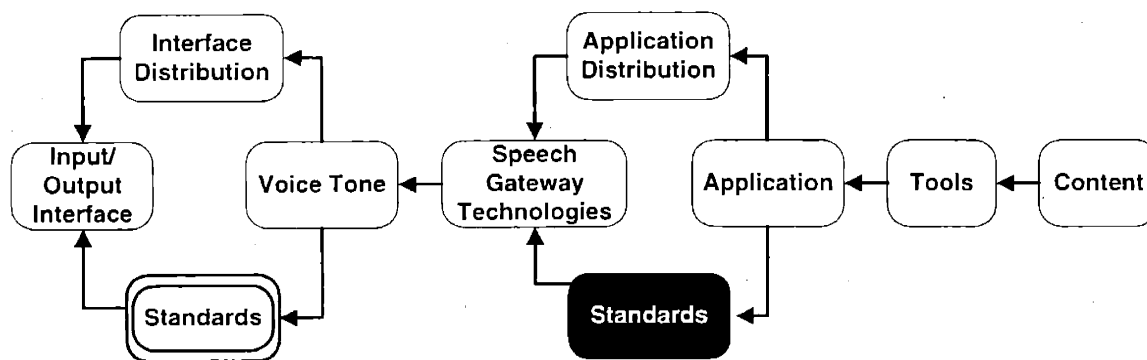 Interface
Distribution
Application
Distribution
Input/
Output
Interface
Voice Tone
Speech
Gateway
Technologies
Application
Tools
Content
Standards
Standards